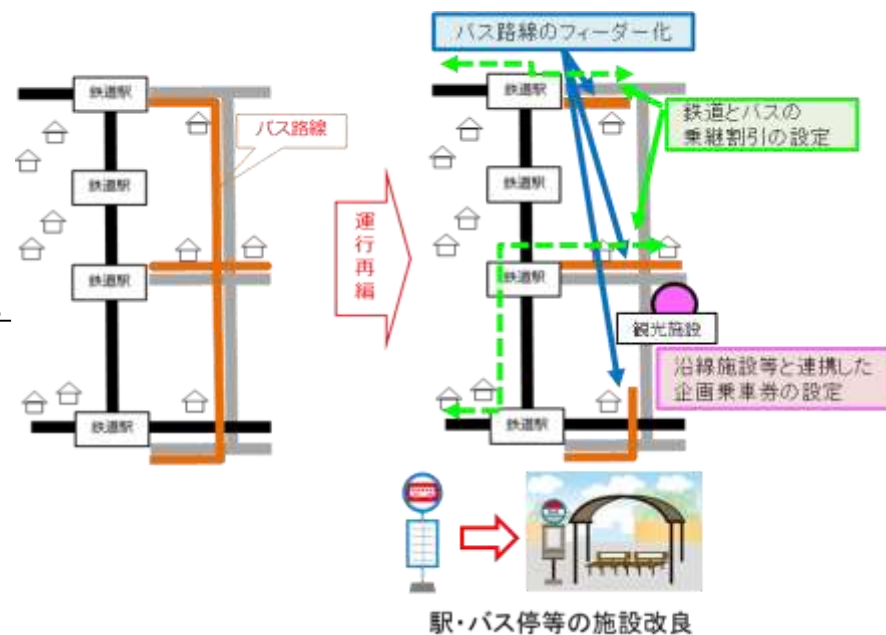 バス路線のフィーダー化
鉄道駅
バス路線
鉄道駅
鉄道駅
鉄道駅
運行再編
鉄道駅
鉄道とバスの
乗継割引の設定
鉄道駅
鉄道駅
観光施設
沿線施設等と連携した
企画乗車券の設定
鉄道駅
駅・バス停等の施設改良